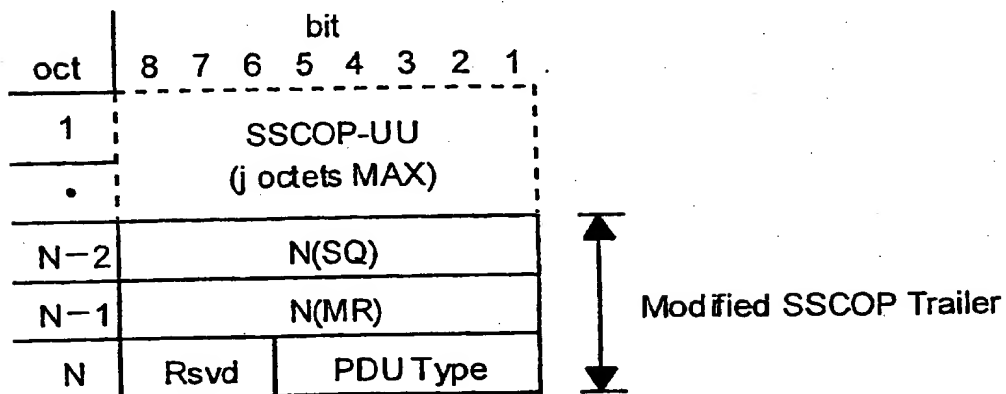 bit
oct 8 7 6 5 4 3 2 1
1 SSCOP-UU
(j octets MAX)
•
N-2 N(SQ)
N-1 N(MR) Modified SSCOP Trailer
N Rsvd PDU Type